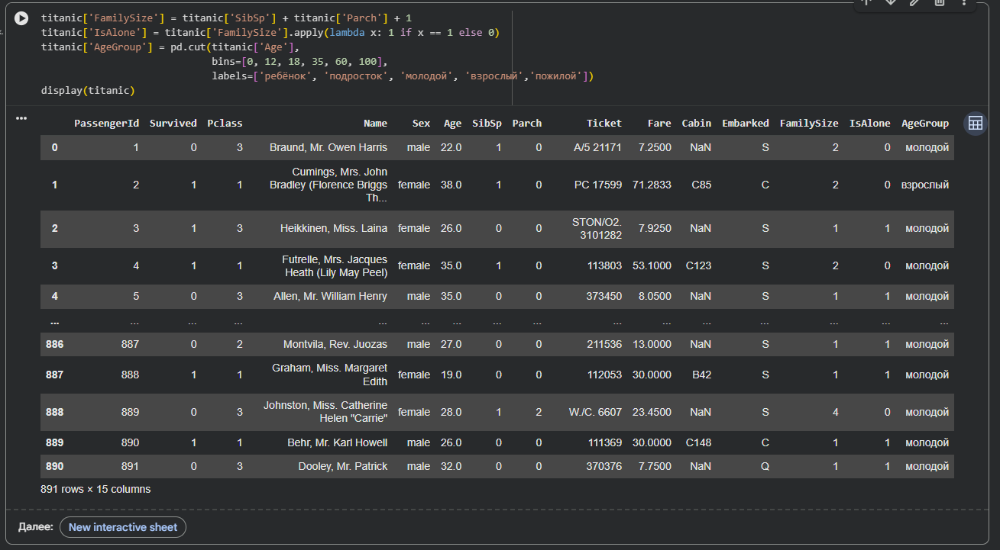 titanic['FamilySize'] = titanic['SibSp'] + titanic['Parch'] + 1
titanic['IsAlone'] = titanic['FamilySize'].apply(lambda x: 1 if x == 1 else 0)
titanic['AgeGroup'] = pd.cut(titanic['Age'],
bins=[0, 12, 18, 35, 60, 100],
labels=['ребёнок', 'подросток', 'молодой', 'взрослый','пожилой'])
display(titanic)
PassengerId Survived Pclass Name Sex Age SibSp Parch Ticket Fare Cabin Embarked FamilySize IsAlone AgeGroup
0 1 0 3 Braund, Mr. Owen Harris male 22.0 1 0 A/5 21171 7.2500 NaN S 2 0 молодой
Cumings, Mrs. John
1 2 1 1 Bradley (Florence Briggs female 38.0 1 0 PC 17599 71.2833 C85 C 2 0 взрослый
Th...
2 3 1 3 Heikkinen, Miss. Laina female 26.0 0 0 STON/O2. 7.9250 NaN S 1 1 молодой
3101282
Futrelle, Mrs. Jacques
3 4 1 1 Heath (Lily May Peel) female 35.0 1 0 113803 53.1000 C123 S 2 0 молодой
4 5 0 3 Allen, Mr. William Henry male 35.0 0 0 373450 8.0500 NaN S 1 1 молодой
... ... ... ... ... ... ... ... ... ... ... ... ... ... ... ...
886 887 0 2 Montvila, Rev. Juozas male 27.0 0 0 211536 13.0000 NaN S 1 1 молодой
Graham, Miss. Margaret
887 888 1 1 Edith female 19.0 0 0 112053 30.0000 B42 S 1 1 молодой
Johnston, Miss. Catherine
888 889 0 3 Helen "Carrie" female 28.0 1 2 W./C. 6607 23.4500 NaN S 4 0 молодой
889 890 1 1 Behr, Mr. Karl Howell male 26.0 0 0 111369 30.0000 C148 C 1 1 молодой
890 891 0 3 Dooley, Mr. Patrick male 32.0 0 0 370376 7.7500 NaN Q 1 1 молодой
891 rows × 15 columns
Далее: New interactive sheet